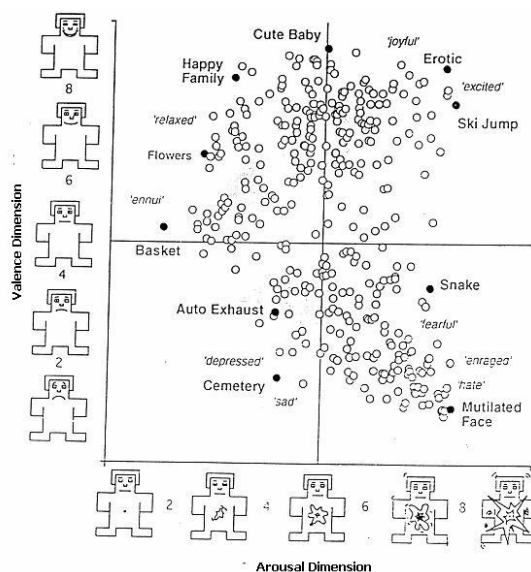 Cute Baby
'joyful'
Erotic
Happy
Family
'excited'
Ski Jump
'relaxed'
Flowers
'ennui'
Basket
Snake
Auto Exhaust
'fearful'
'depressed'
'enraged'
Cemetery
'hate'
'sad'
Mutilated
Face
Valence Dimension
8
6
4
2
2
4
6
8
Arousal Dimension